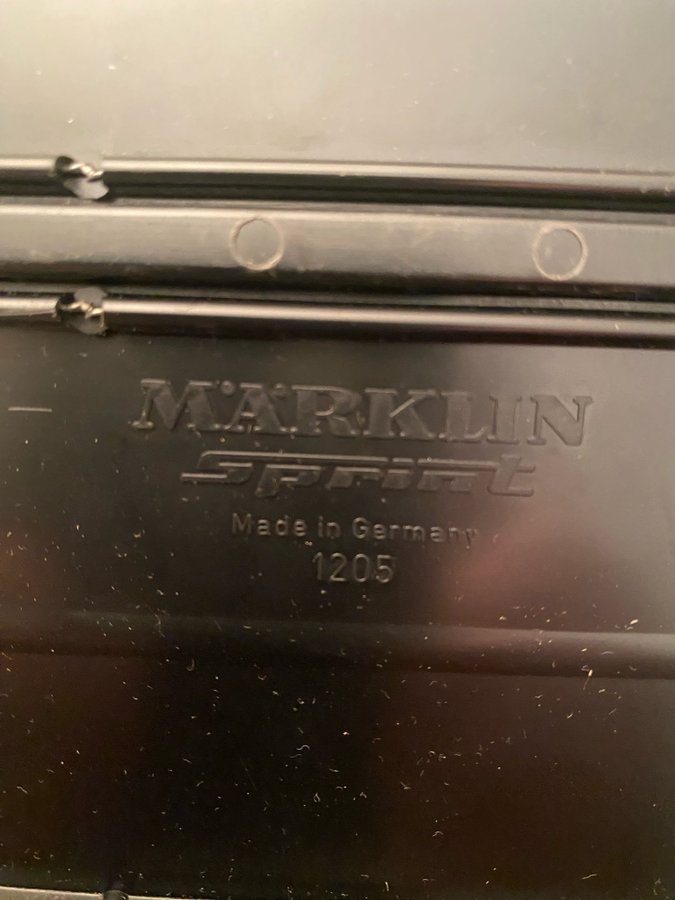 MÄRKLIN
sprint
Made in Germany
1205